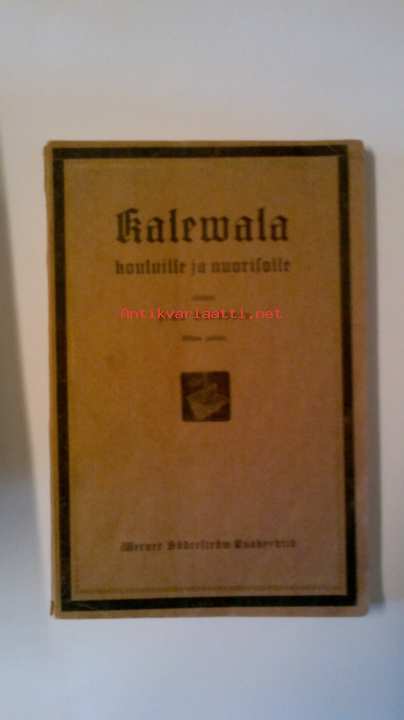 Kalewala
kouluille ja nuorisolle
Antikvariaatti.net
Werner Söderström Osakeyhtiö